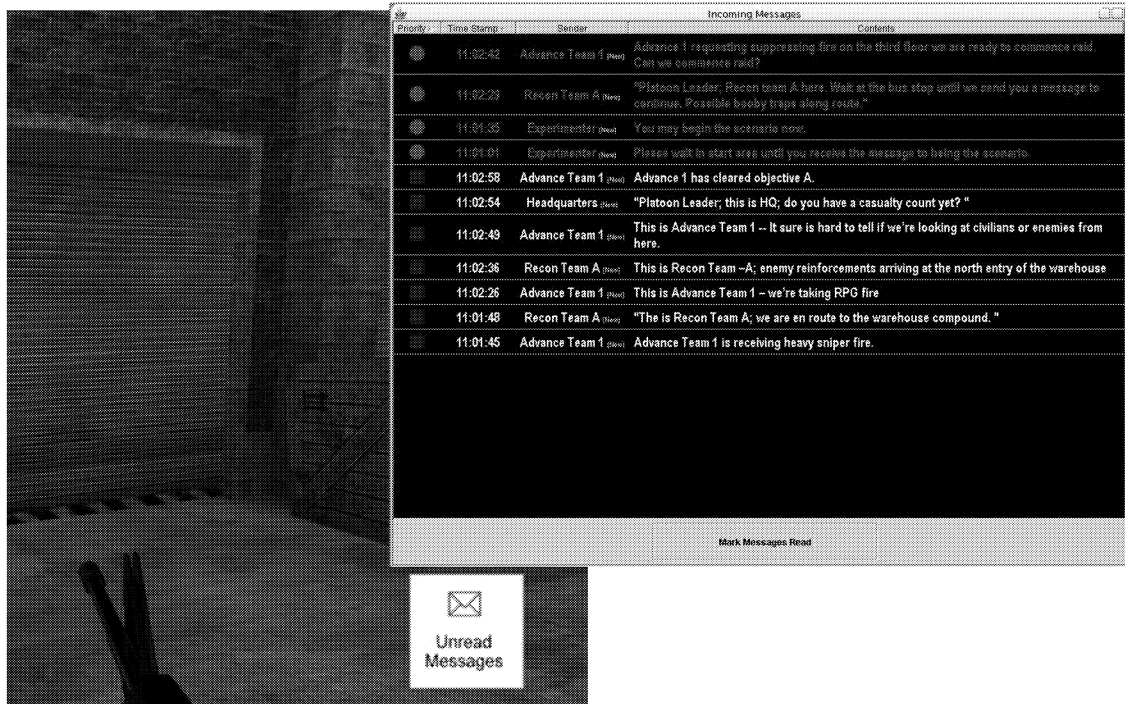 Incoming Messages
Priority Time Stamp Sender Contents
11:02:42 Advance Team 1 [New] Advance 1 requesting suppressing fire on the third floor we are ready to commence raid.
Can we commence raid?
11:02:29 Recon Team A [New] "Platoon Leader; Recon team A here. Wait at the bus stop until we send you a message to
continue. Possible booby traps along route."
11:01:35 Experimenter [New] You may begin the scenario now.
11:01:01 Experimenter [New] Please wait in start area until you receive the message to being the scenario.
11:02:58 Advance Team 1 [New] Advance 1 has cleared objective A.
11:02:54 Headquarters [New] "Platoon Leader; this is HQ; do you have a casualty count yet? "
11:02:49 Advance Team 1 [New] This is Advance Team 1 -- It sure is hard to tell if we're looking at civilians or enemies from
here.
11:02:36 Recon Team A [New] This is Recon Team –A; enemy reinforcements arriving at the north entry of the warehouse
11:02:26 Advance Team 1 [New] This is Advance Team 1 – we're taking RPG fire
11:01:48 Recon Team A [New] "The is Recon Team A; we are en route to the warehouse compound. "
11:01:45 Advance Team 1 [New] Advance Team 1 is receiving heavy sniper fire.
Mark Messages Read
Unread
Messages